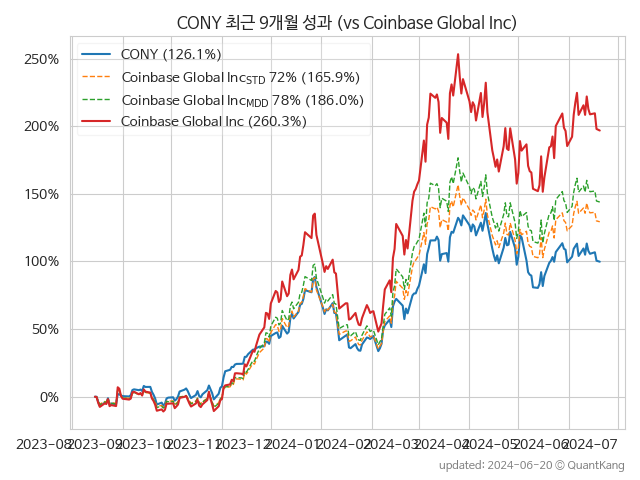 CONY 최근 9개월 성과 (vs Coinbase Global Inc)
CONY (126.1%)
Coinbase Global IncSTD 72% (165.9%)
Coinbase Global IncMDD 78% (186.0%)
Coinbase Global Inc (260.3%)
250%
200%
150%
100%
50%
0%
2023-08 2023-09 2023-10 2023-11 2023-12 2024-01 2024-02 2024-03 2024-04 2024-05 2024-06 2024-07
updated: 2024-06-20 @ QuantKang